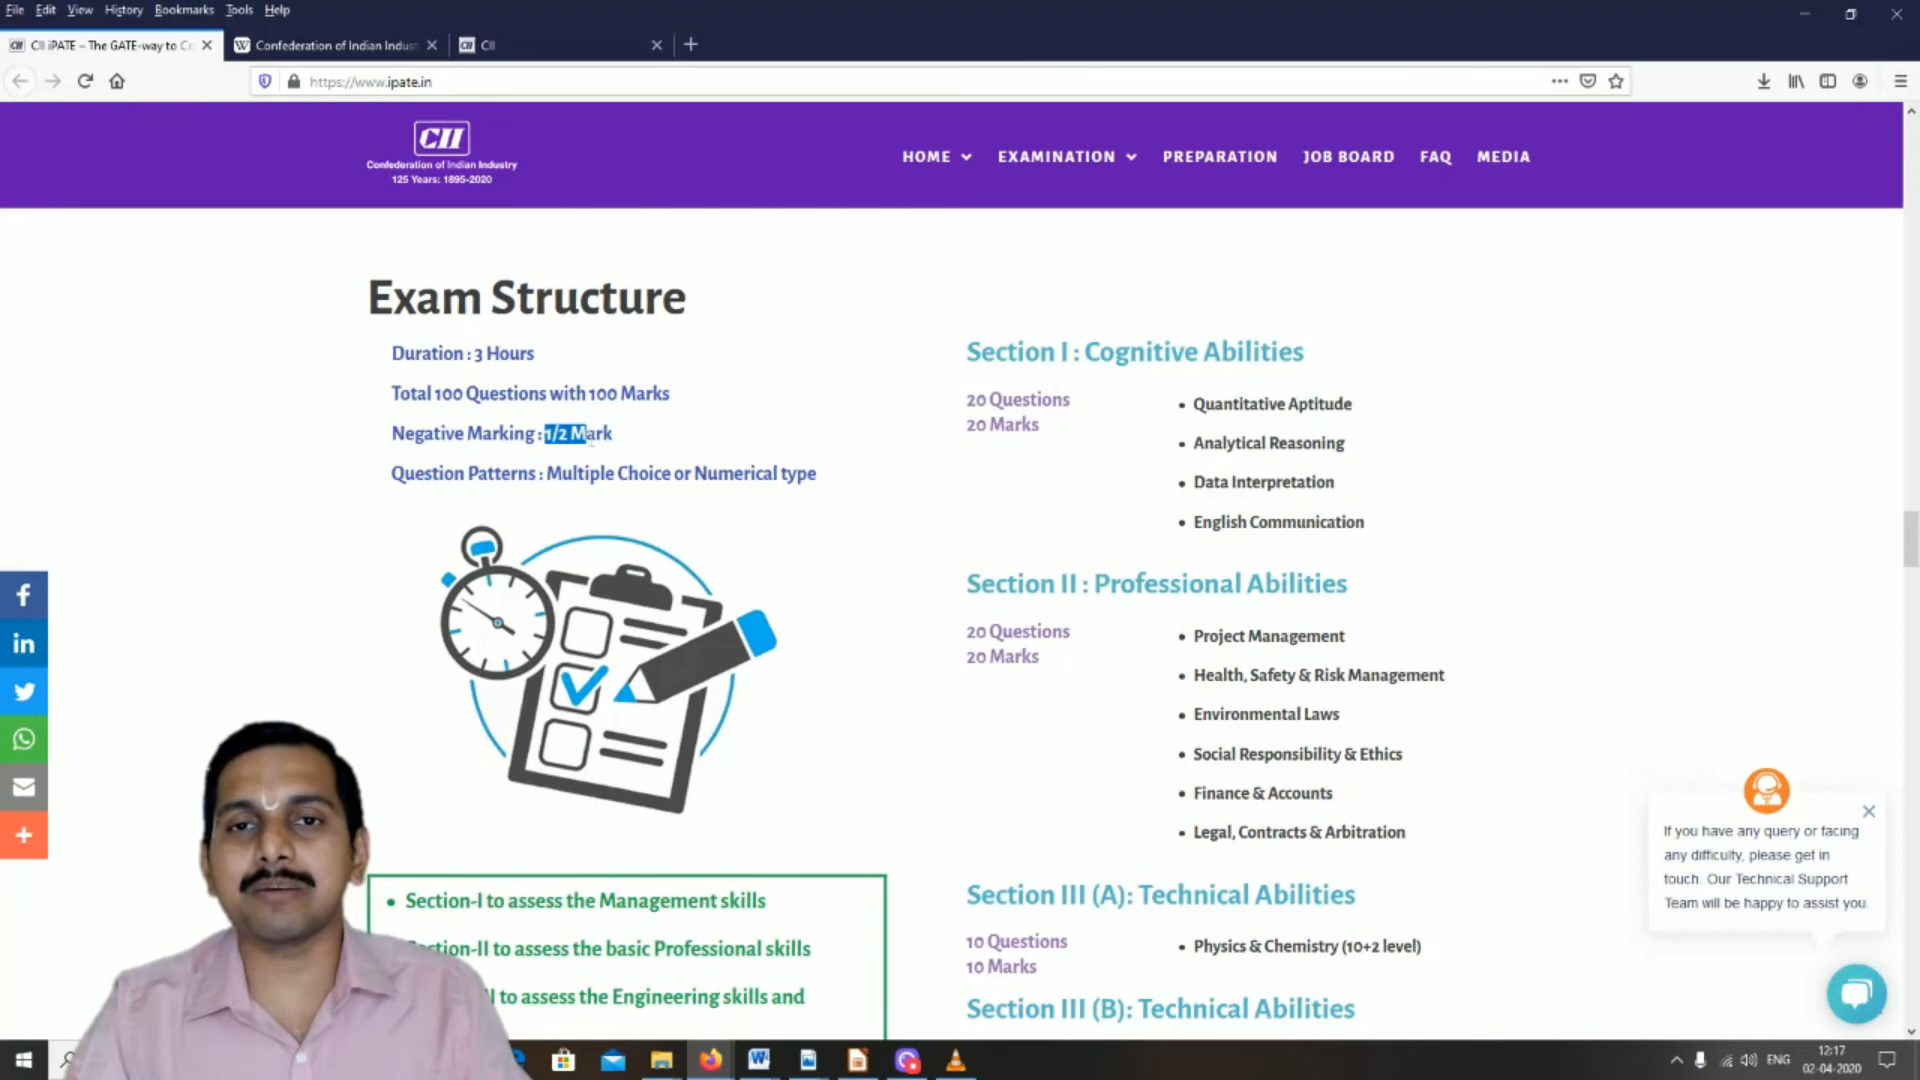 File Edit View History Bookmarks Tools Help
CII iPATE – The GATE-way to Co
Confederation of Indian Indust
CII
https://www.ipate.in
CII
Confederation of Indian Industry
125 Years: 1895-2020
HOME EXAMINATION PREPARATION JOB BOARD FAQ MEDIA
Exam Structure
Duration : 3 Hours
Total 100 Questions with 100 Marks
Negative Marking : 1/2 Mark
Question Patterns : Multiple Choice or Numerical type
Section-I to assess the Management skills
ction-II to assess the basic Professional skills
I to assess the Engineering skills and
Section I : Cognitive Abilities
20 Questions
20 Marks
Quantitative Aptitude
Analytical Reasoning
Data Interpretation
English Communication
Section II : Professional Abilities
20 Questions
20 Marks
Project Management
Health, Safety & Risk Management
Environmental Laws
Social Responsibility & Ethics
Finance & Accounts
Legal, Contracts & Arbitration
Section III (A): Technical Abilities
10 Questions
10 Marks
Physics & Chemistry (10+2 level)
Section III (B): Technical Abilities
If you have any query or facing
any difficulty, please get in
touch. Our Technical Support
Team will be happy to assist you.
ENG
12:17
02-04-2020